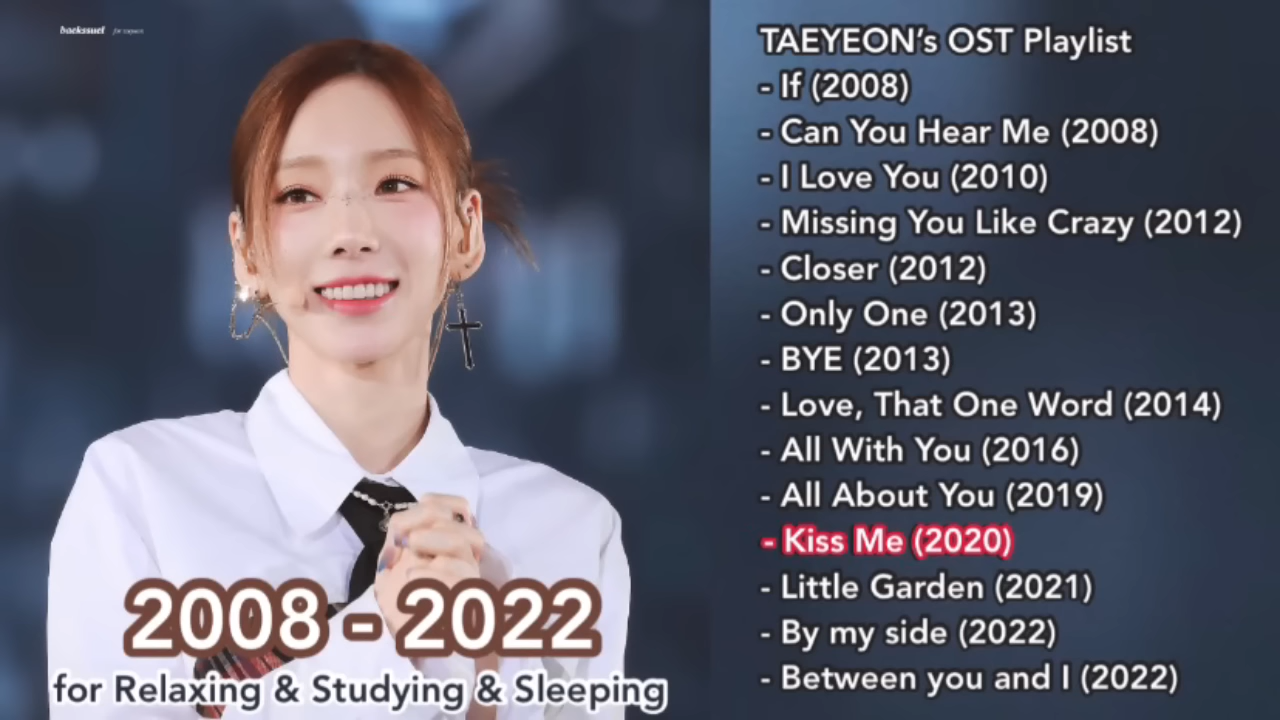 backssuel for taeyeon
TAEYEON's OST Playlist
- If (2008)
- Can You Hear Me (2008)
- I Love You (2010)
- Missing You Like Crazy (2012)
- Closer (2012)
- Only One (2013)
- BYE (2013)
- Love, That One Word (2014)
- All With You (2016)
- All About You (2019)
- Kiss Me (2020)
- Little Garden (2021)
- By my side (2022)
- Between you and I (2022)
2008 - 2022
for Relaxing & Studying & Sleeping